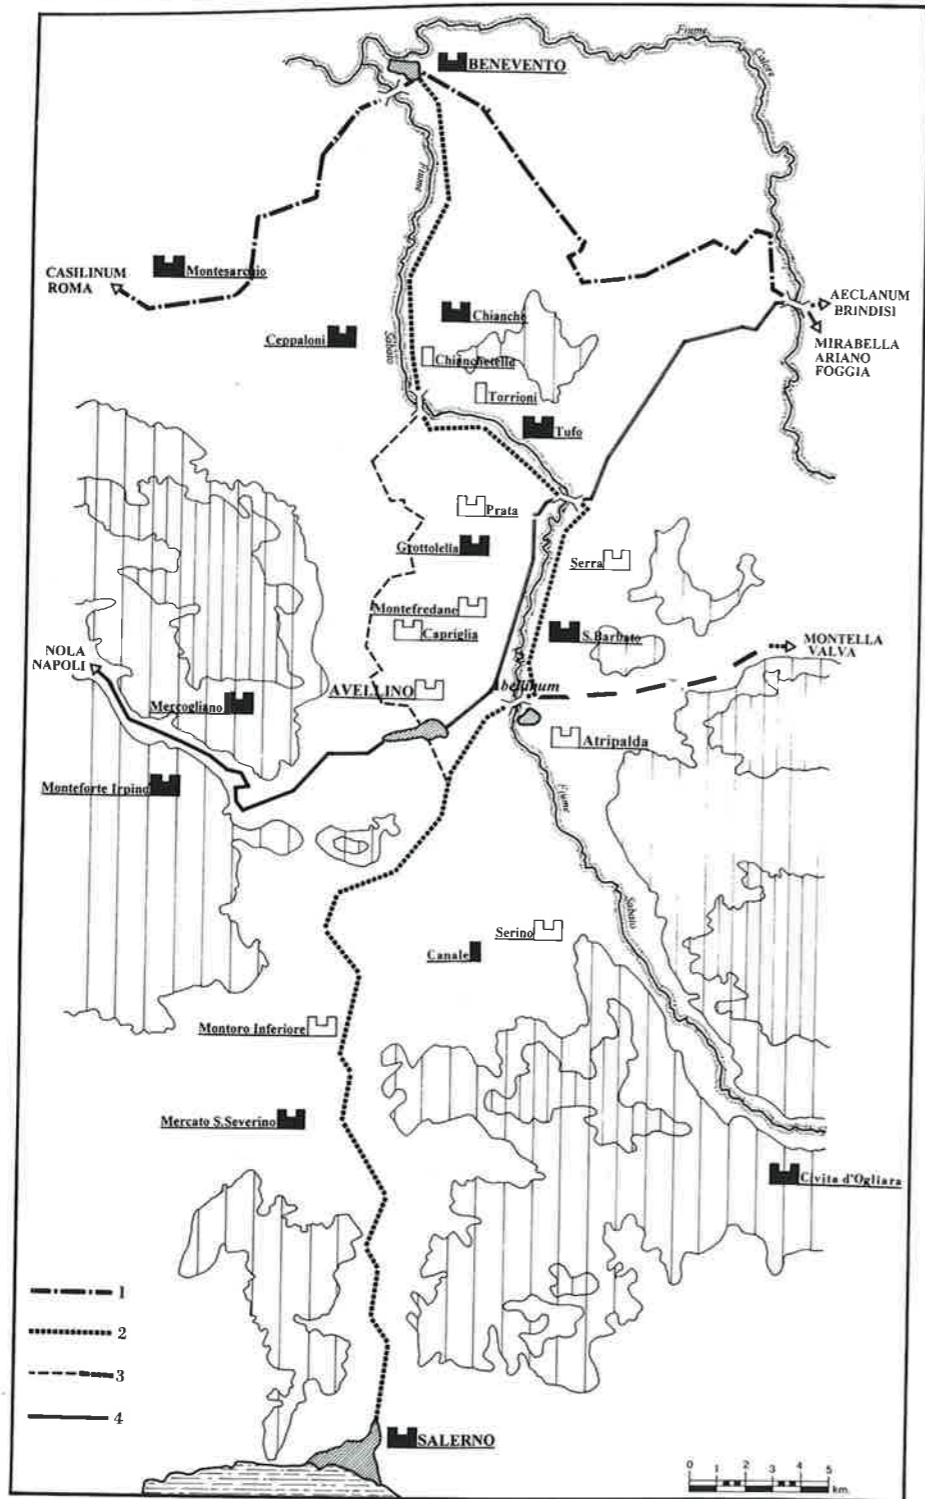 Fiume
Calore
BENEVENTO
Fiume
Montesarchio
CASILINUM
ROMA
AECLANUM
BRINDISI
Chianche
MIRABELLA
ARIANO
FOGGIA
Ceppaloni
Sabato
Chianchetelle
Torrioni
Tufo
Prata
Grottolella
Serra
Montefredane
Capriglia
S.Barbato
MONTELLA
VALVA
NOLA
NAPOLI
AVELLINO
Abellinum
Mercogliano
Atripalda
Monteforte Irpino
Fiume
Sabato
Serino
Canale
Montoro Inferiore
Mercato S.Severino
Civita d'Ogliara
1
2
3
4
SALERNO
0 1 2 3 4 5
km.